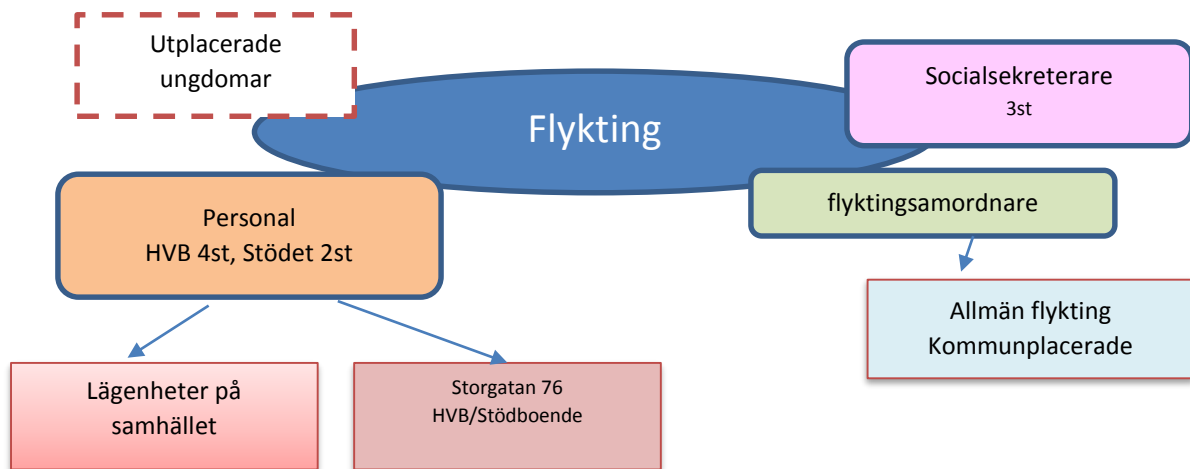 Utplacerade
ungdomar
Flykting
Socialsekreterare
3st
Personal
HVB 4st, Stödet 2st
flyktingsamordnare
Lägenheter på
samhället
Storgatan 76
HVB/Stödboende
Allmän flykting
Kommunplacerade